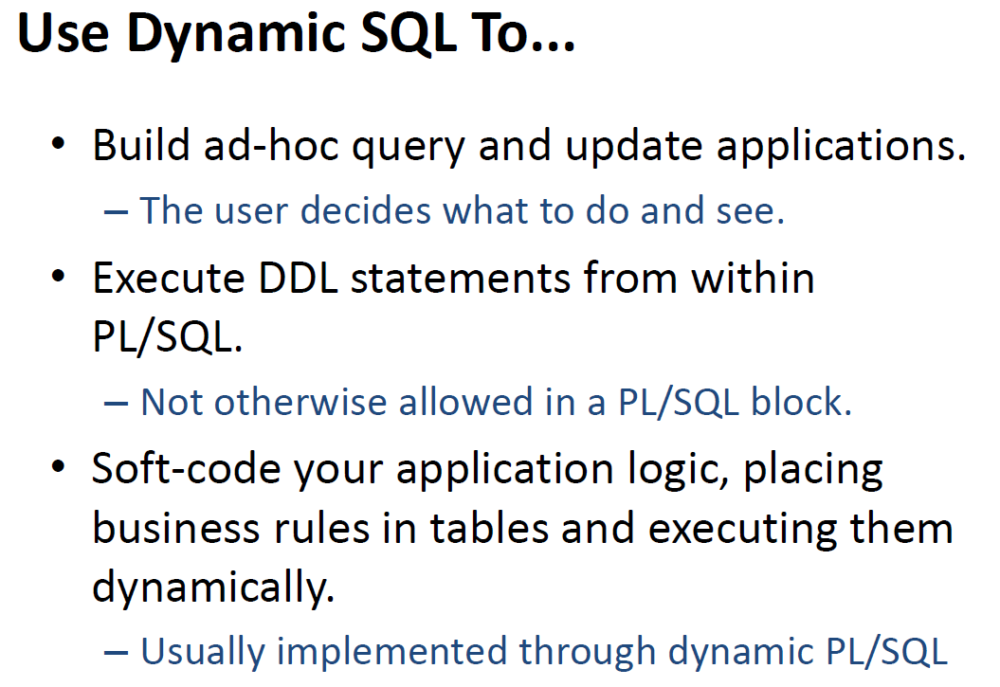 Use Dynamic SQL To...
• Build ad-hoc query and update applications.
– The user decides what to do and see.
• Execute DDL statements from within
PL/SQL.
– Not otherwise allowed in a PL/SQL block.
• Soft-code your application logic, placing
business rules in tables and executing them
dynamically.
– Usually implemented through dynamic PL/SQL